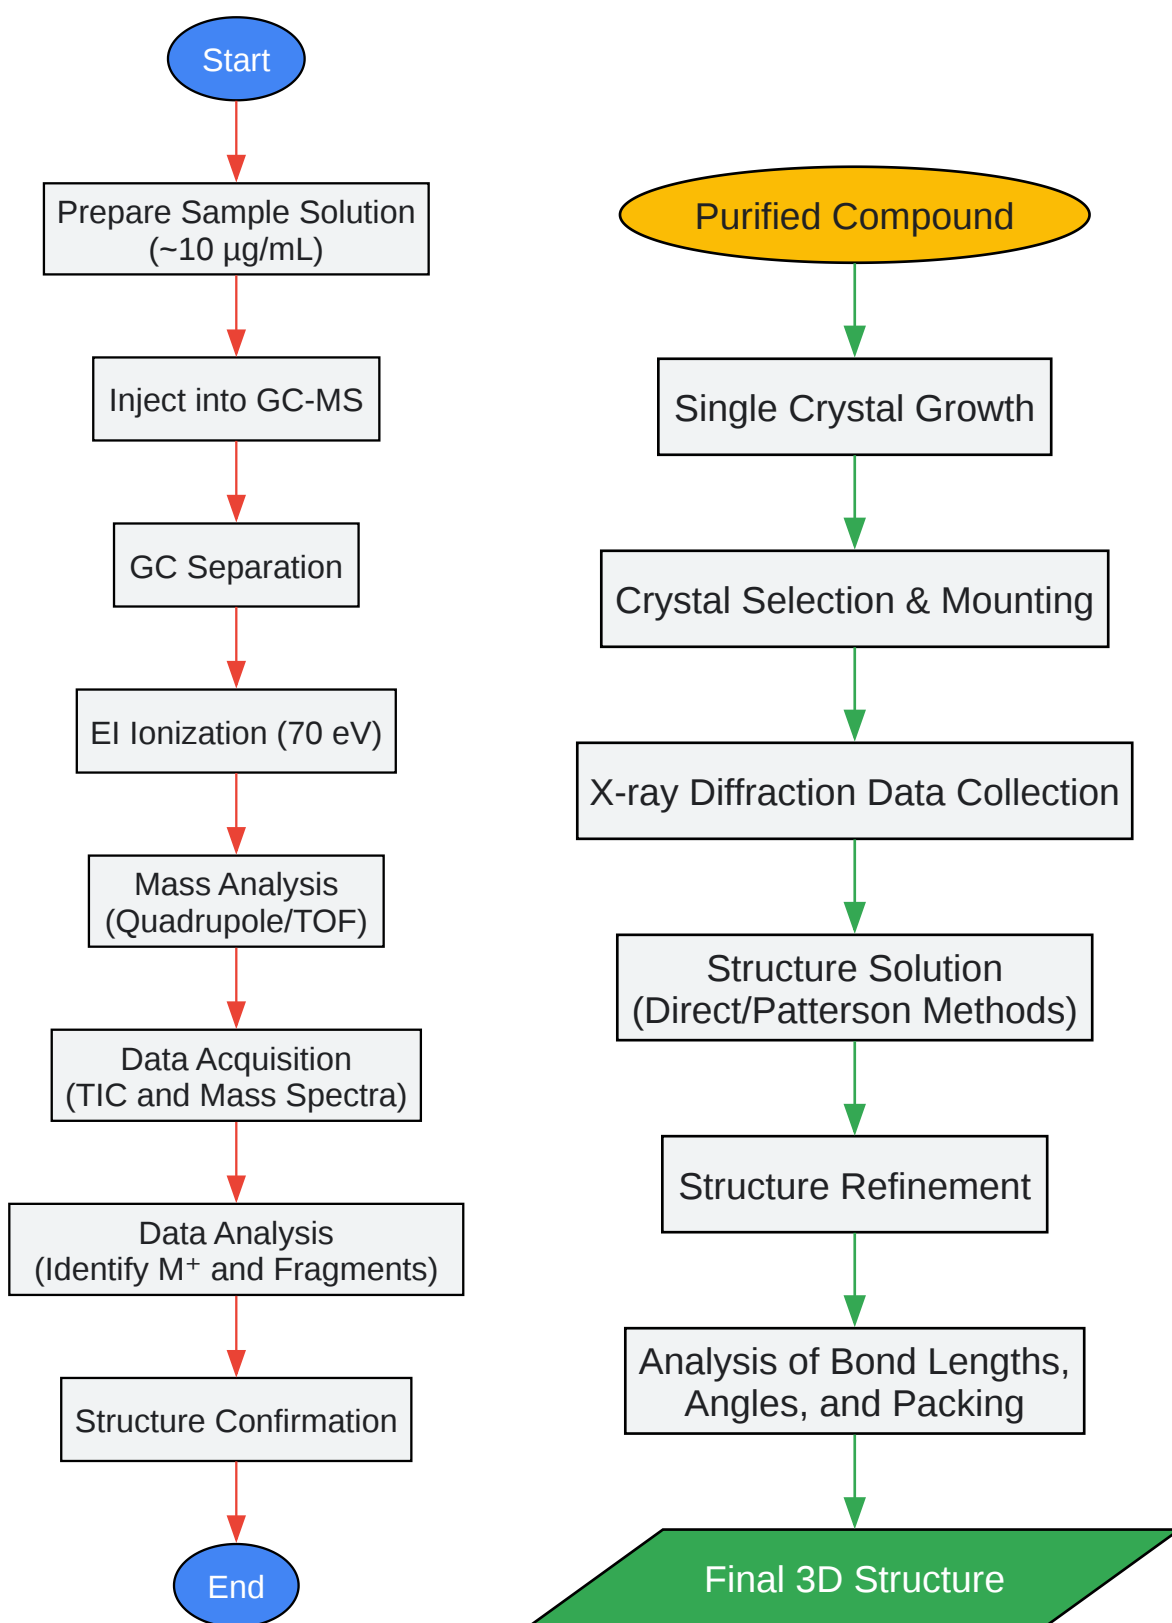 Start
Prepare Sample Solution
(~10 µg/mL)
Inject into GC-MS
GC Separation
EI Ionization (70 eV)
Mass Analysis
(Quadrupole/TOF)
Data Acquisition
(TIC and Mass Spectra)
Data Analysis
(Identify M⁺ and Fragments)
Structure Confirmation
End
Purified Compound
Single Crystal Growth
Crystal Selection & Mounting
X-ray Diffraction Data Collection
Structure Solution
(Direct/Patterson Methods)
Structure Refinement
Analysis of Bond Lengths,
Angles, and Packing
Final 3D Structure